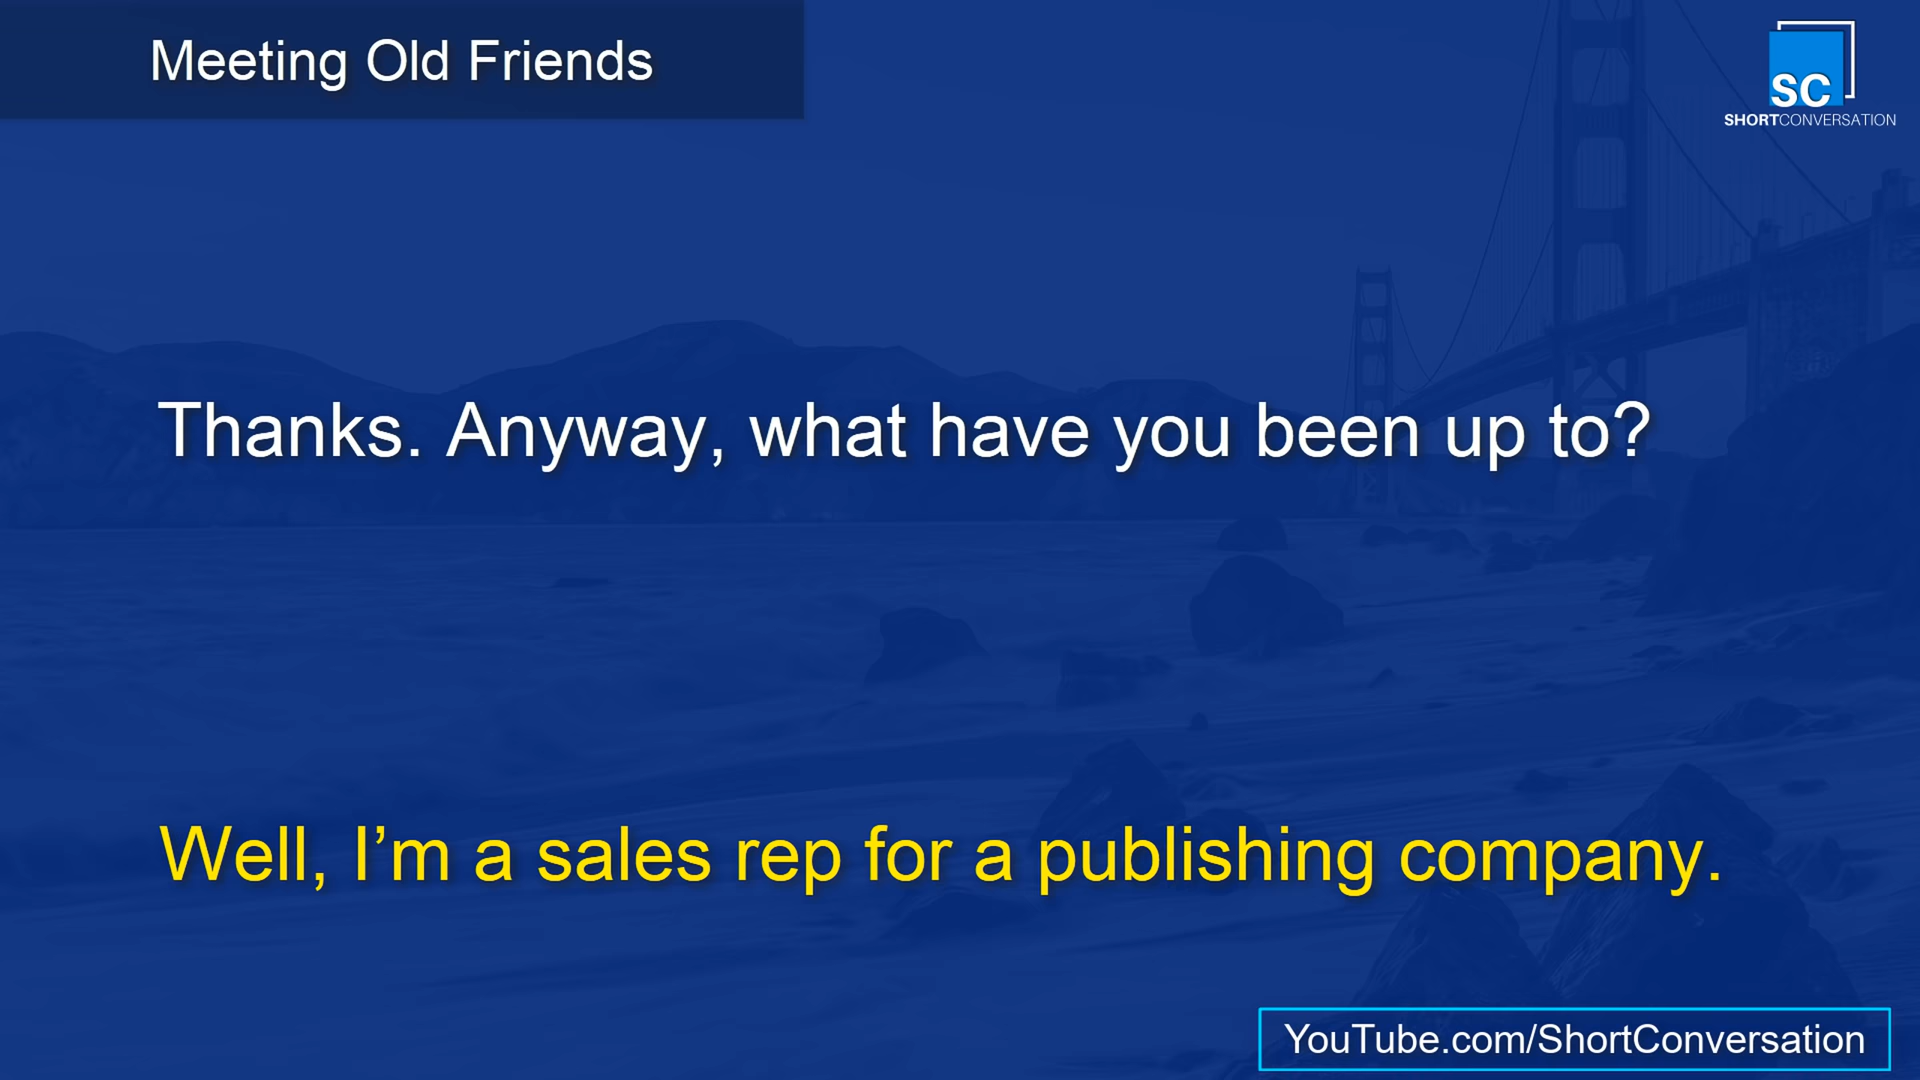 Meeting Old Friends
SC
SHORTCONVERSATION
Thanks. Anyway, what have you been up to?
Well, I’m a sales rep for a publishing company.
YouTube.com/ShortConversation